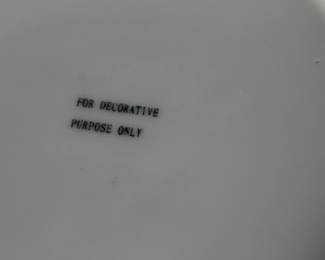 FOR DECORATIVE
PURPOSE ONLY